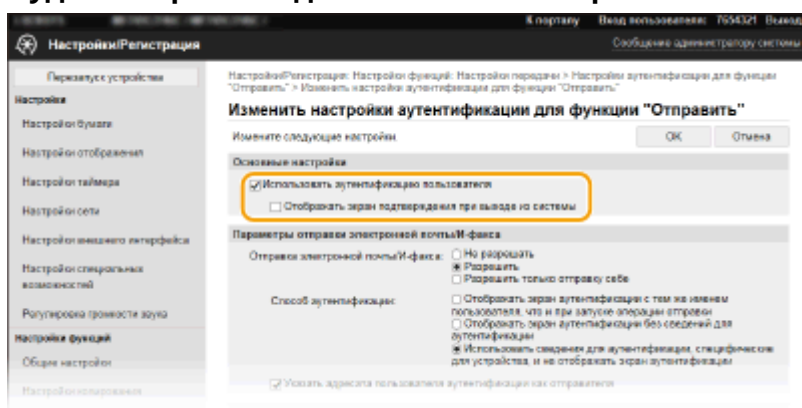 К порталу Вход пользователя: 7654321 Выход
Настройки/Регистрация
Сообщение администратору системы
Перезапуск устройства
Настройки
Настройки бумаги
Настройки отображения
Настройки таймера
Настройки сети
Настройки внешнего интерфейса
Настройки специальных
возможностей
Регулировка громкости звука
Настройки функций
Общие настройки
Настройки копирования
Настройки/Регистрация: Настройки функций: Настройки передачи > Настройки аутентификации для функции
"Отправить" > Изменить настройки аутентификации для функции "Отправить"
Изменить настройки аутентификации для функции "Отправить"
Измените следующие настройки.
OK Отмена
Основные настройки
Использовать аутентификацию пользователя
Отображать экран подтверждения при выводе из системы
Параметры отправки электронной почты/И-факса
Отправка электронной почты/И-факса:
Не разрешать
Разрешить
Разрешить только отправку себе
Способ аутентификации:
Отображать экран аутентификации с тем же именем
пользователя, что и при запуске операции отправки
Отображать экран аутентификации без сведений для
аутентификации
Использовать сведения для аутентификации, специфические
для устройства, и не отображать экран аутентификации
Указать адресата пользователя аутентификации как отправителя